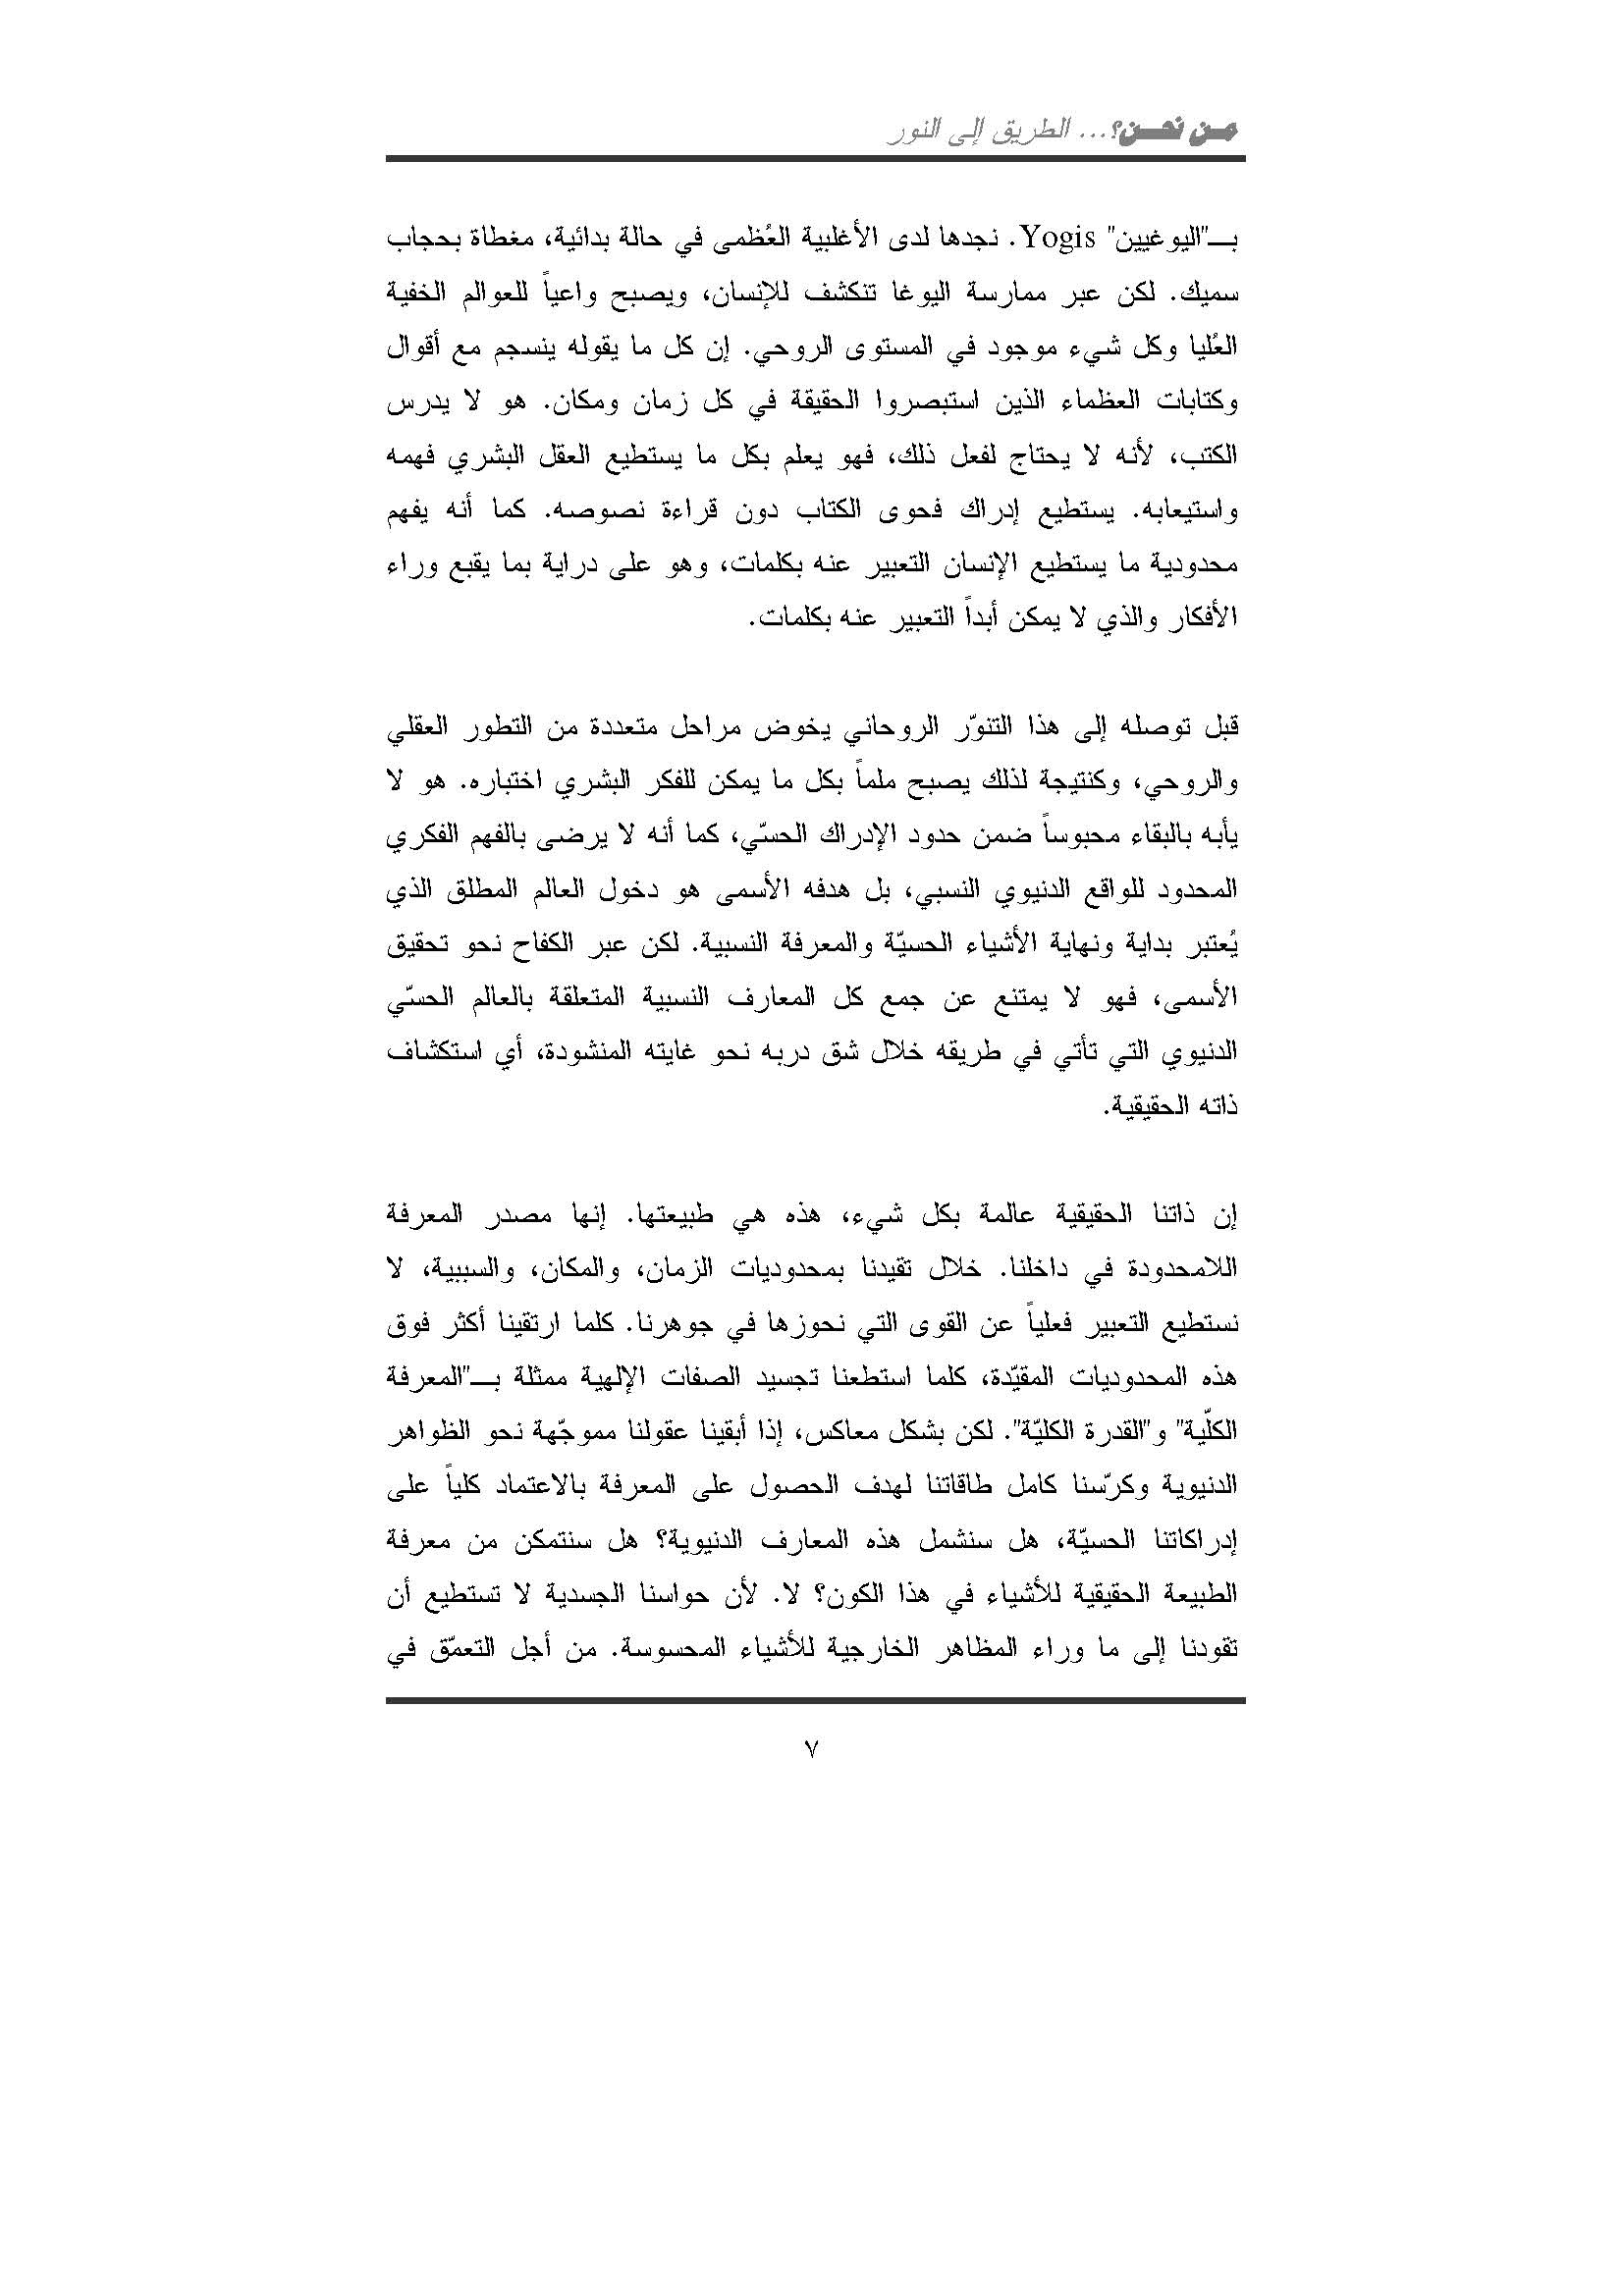 من نحن؟... الطريق إلى النور
بـ"اليوغيين" Yogis. نجدها لدى الأغلبية العُظمى في حالة بدائية، مغطاة بحجاب
سميك. لكن عبر ممارسة اليوغا تنكشف للإنسان، ويصبح واعياً للعوالم الخفية
العُليا وكل شيء موجود في المستوى الروحي. إن كل ما يقوله ينسجم مع أقوال
وكتابات العظماء الذين استبصروا الحقيقة في كل زمان ومكان. هو لا يدرس
الكتب، لأنه لا يحتاج لفعل ذلك، فهو يعلم بكل ما يستطيع العقل البشري فهمه
واستيعابه. يستطيع إدراك فحوى الكتاب دون قراءة نصوصه. كما أنه يفهم
محدودية ما يستطيع الإنسان التعبير عنه بكلمات، وهو على دراية بما يقبع وراء
الأفكار والذي لا يمكن أبداً التعبير عنه بكلمات.
قبل توصله إلى هذا التنوّر الروحاني يخوض مراحل متعددة من التطور العقلي
والروحي، وكنتيجة لذلك يصبح ملماً بكل ما يمكن للفكر البشري اختباره. هو لا
يأبه بالبقاء محبوساً ضمن حدود الإدراك الحسّي، كما أنه لا يرضى بالفهم الفكري
المحدود للواقع الدنيوي النسبي، بل هدفه الأسمى هو دخول العالم المطلق الذي
يُعتبر بداية ونهاية الأشياء الحسيّة والمعرفة النسبية. لكن عبر الكفاح نحو تحقيق
الأسمى، فهو لا يمتنع عن جمع كل المعارف النسبية المتعلقة بالعالم الحسّي
الدنيوي التي تأتي في طريقه خلال شق دربه نحو غايته المنشودة، أي استكشاف
ذاته الحقيقية.
إن ذاتنا الحقيقية عالمة بكل شيء، هذه هي طبيعتها. إنها مصدر المعرفة
اللامحدودة في داخلنا. خلال تقيدنا بمحدوديات الزمان، والمكان، والسببية، لا
نستطيع التعبير فعلياً عن القوى التي نحوزها في جوهرنا. كلما ارتقينا أكثر فوق
هذه المحدوديات المقيّدة، كلما استطعنا تجسيد الصفات الإلهية ممثلة بـ"المعرفة
الكلّية" و"القدرة الكليّة". لكن بشكل معاكس، إذا أبقينا عقولنا مموجّهة نحو الظواهر
الدنيوية وكرّسنا كامل طاقاتنا لهدف الحصول على المعرفة بالاعتماد كلياً على
إدراكاتنا الحسيّة، هل سنشمل هذه المعارف الدنيوية؟ هل سنتمكن من معرفة
الطبيعة الحقيقية للأشياء في هذا الكون؟ لا. لأن حواسنا الجسدية لا تستطيع أن
تقودنا إلى ما وراء المظاهر الخارجية للأشياء المحسوسة. من أجل التعمّق في
٧